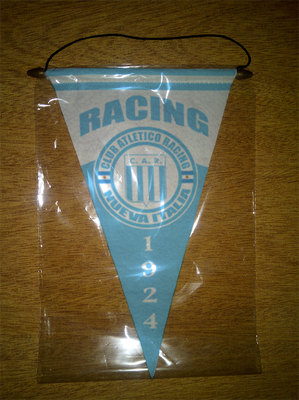 RACING
CLUB ATLETICO RACING
C. A. R.
NUEVA ITALIA
1
9
2
4